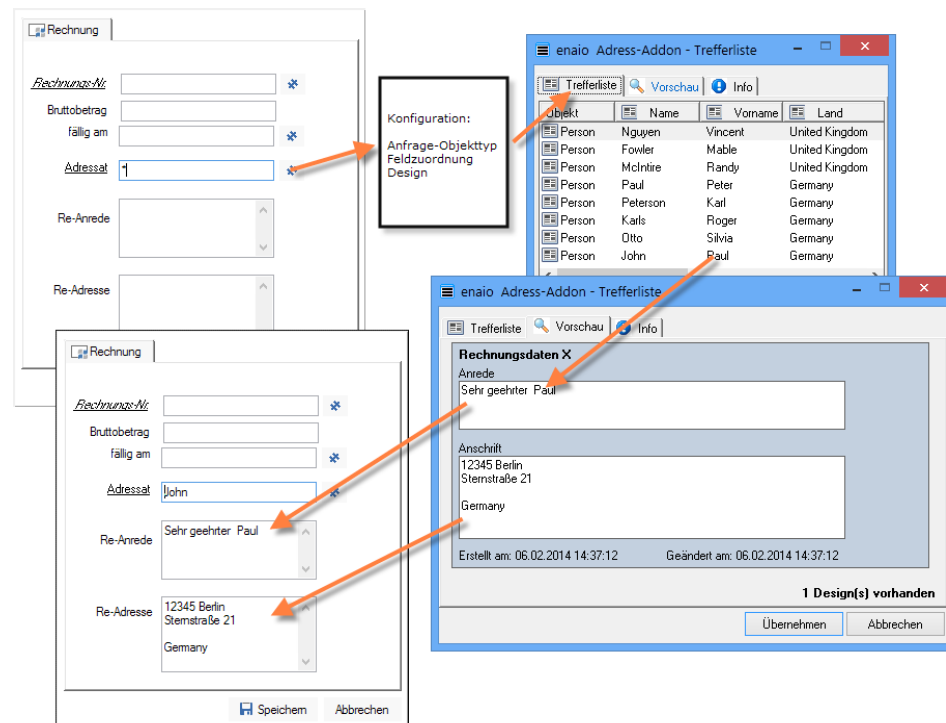 Rechnung
Rechnungs-Nr.
Bruttobetrag
fällig am
Adressat *
Re-Anrede
Re-Adresse
Konfiguration:
Anfrage-Objekttyp
Feldzuordnung
Design
enaio Adress-Addon - Trefferliste
Trefferliste Vorschau Info
Objekt Name Vorname Land
Person Nguyen Vincent United Kingdom
Person Fowler Mable United Kingdom
Person McIntire Randy United Kingdom
Person Paul Peter Germany
Person Peterson Karl Germany
Person Karls Roger Germany
Person Otto Silvia Germany
Person John Paul Germany
enaio Adress-Addon - Trefferliste
Trefferliste Vorschau Info
Rechnungsdaten X
Anrede
Sehr geehrter Paul
Anschrift
12345 Berlin
Sternstraße 21
Germany
Erstellt am: 06.02.2014 14:37:12 Geändert am: 06.02.2014 14:37:12
1 Design(s) vorhanden
Übernehmen Abbrechen
Rechnung
Rechnungs-Nr.
Bruttobetrag
fällig am
Adressat !John
Re-Anrede Sehr geehrter Paul
Re-Adresse 12345 Berlin
Sternstraße 21
Germany
Speichern Abbrechen